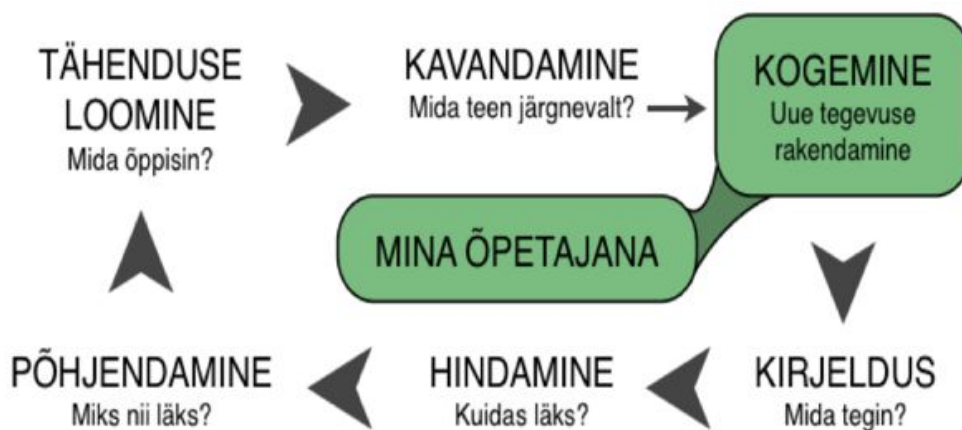 TÄHENDUSE
LOOMINE
Mida õppisin?
KAVANDAMINE
Mida teen järgnevalt?
KOGEMINE
Uue tegevuse
rakendamine
MINA ÕPETAJANA
PÕHJENDAMINE
Miks nii läks?
HINDAMINE
Kuidas läks?
KIRJELDUS
Mida tegin?